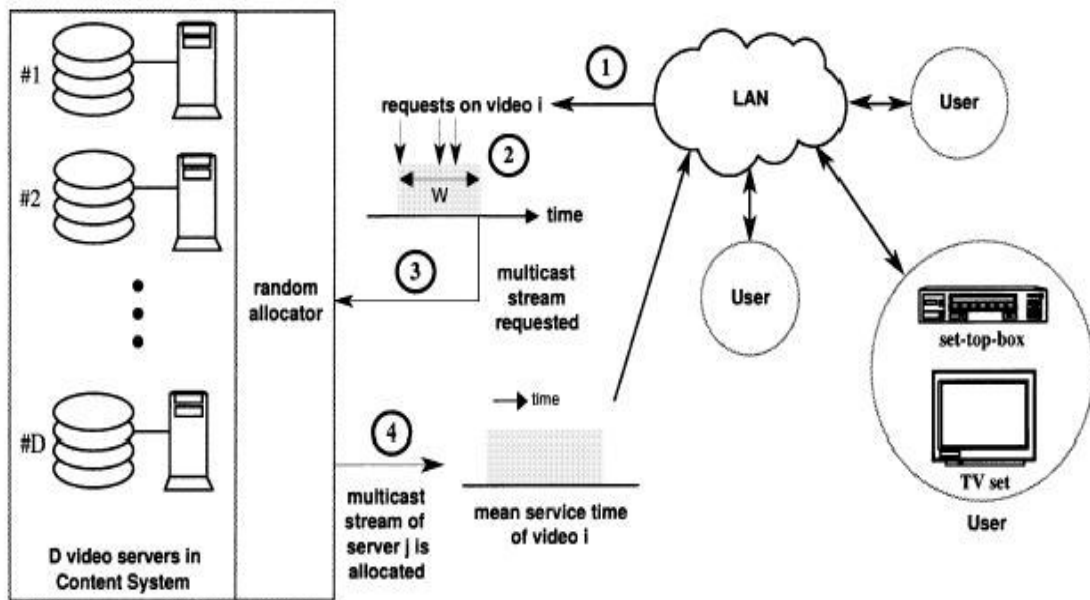 #1
#2
#D
D video servers in
Content System
random
allocator
1
requests on video i
2
W
time
3
multicast
stream
requested
4
multicast
stream of
server j is
allocated
time
mean service time
of video i
LAN
User
User
set-top-box
TV set
User